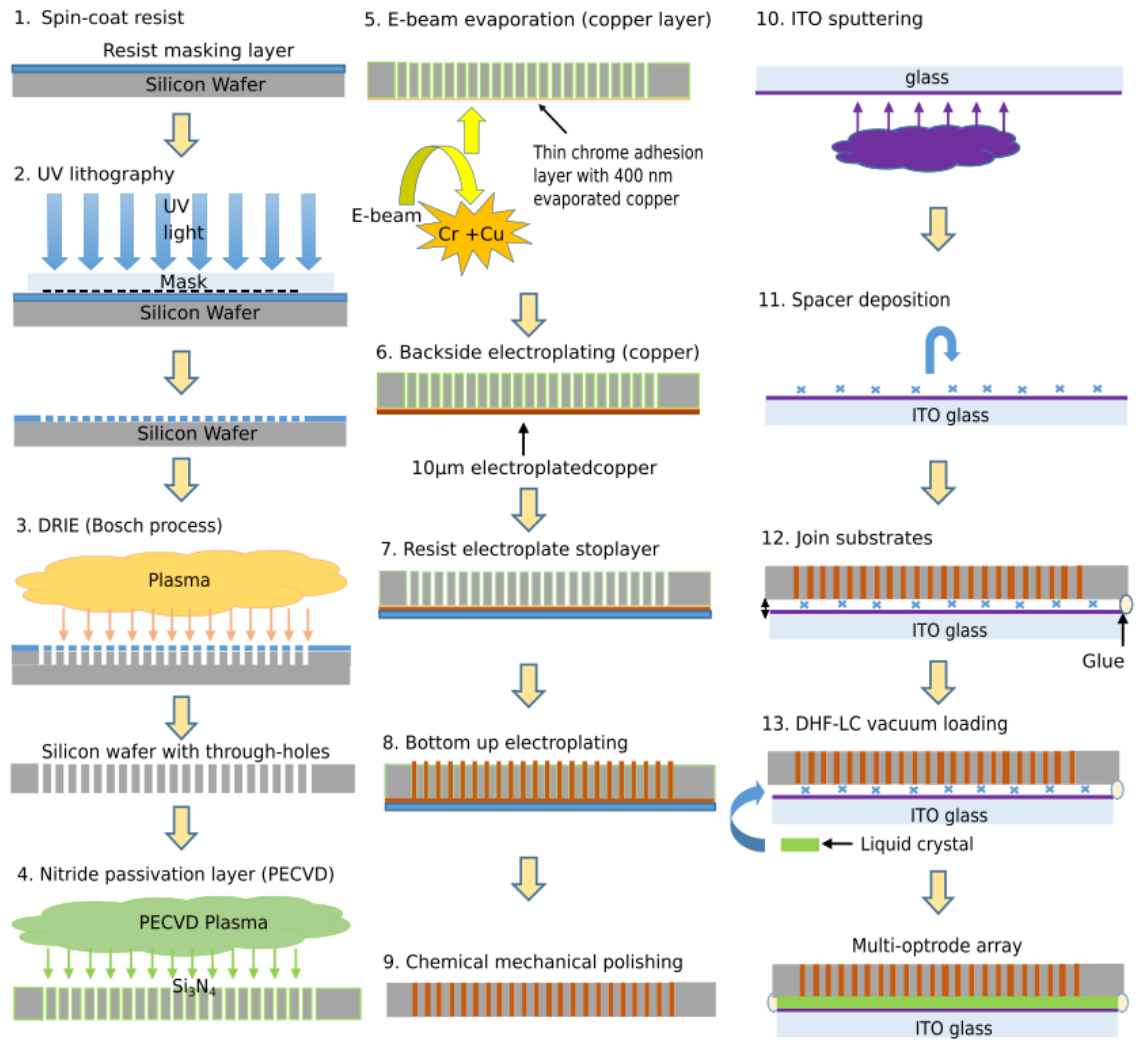 1. Spin-coat resist
Resist masking layer
Silicon Wafer
2. UV lithography
UV
light
Mask
Silicon Wafer
Silicon Wafer
3. DRIE (Bosch process)
Plasma
Silicon wafer with through-holes
4. Nitride passivation layer (PECVD)
PECVD Plasma
Si₃N₄
5. E-beam evaporation (copper layer)
Thin chrome adhesion
layer with 400 nm
evaporated copper
E-beam
Cr +Cu
6. Backside electroplating (copper)
10µm electroplatedcopper
7. Resist electroplate stoplayer
8. Bottom up electroplating
9. Chemical mechanical polishing
10. ITO sputtering
glass
11. Spacer deposition
ITO glass
12. Join substrates
ITO glass
Glue
13. DHF-LC vacuum loading
ITO glass
Liquid crystal
Multi-optrode array
ITO glass